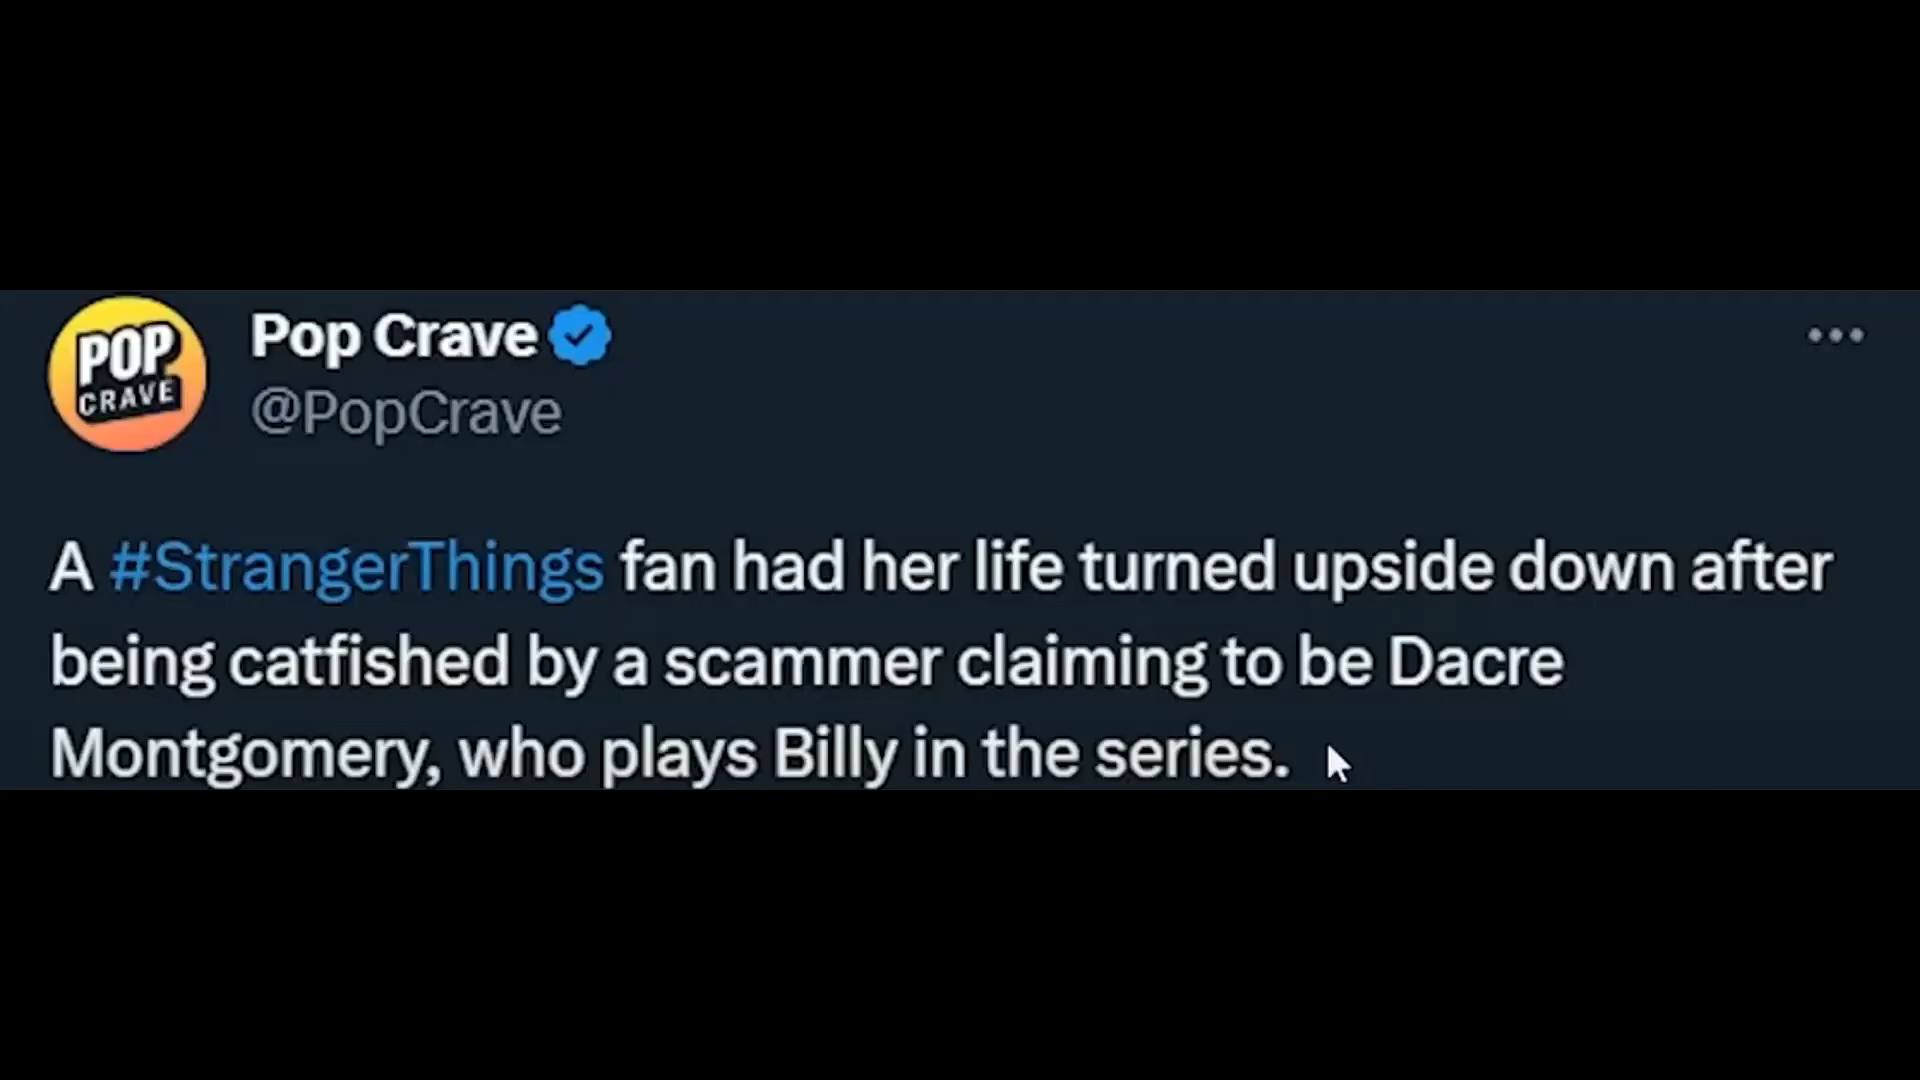 POP
CRAVE
Pop Crave
@PopCrave
A #StrangerThings fan had her life turned upside down after
being catfished by a scammer claiming to be Dacre
Montgomery, who plays Billy in the series.